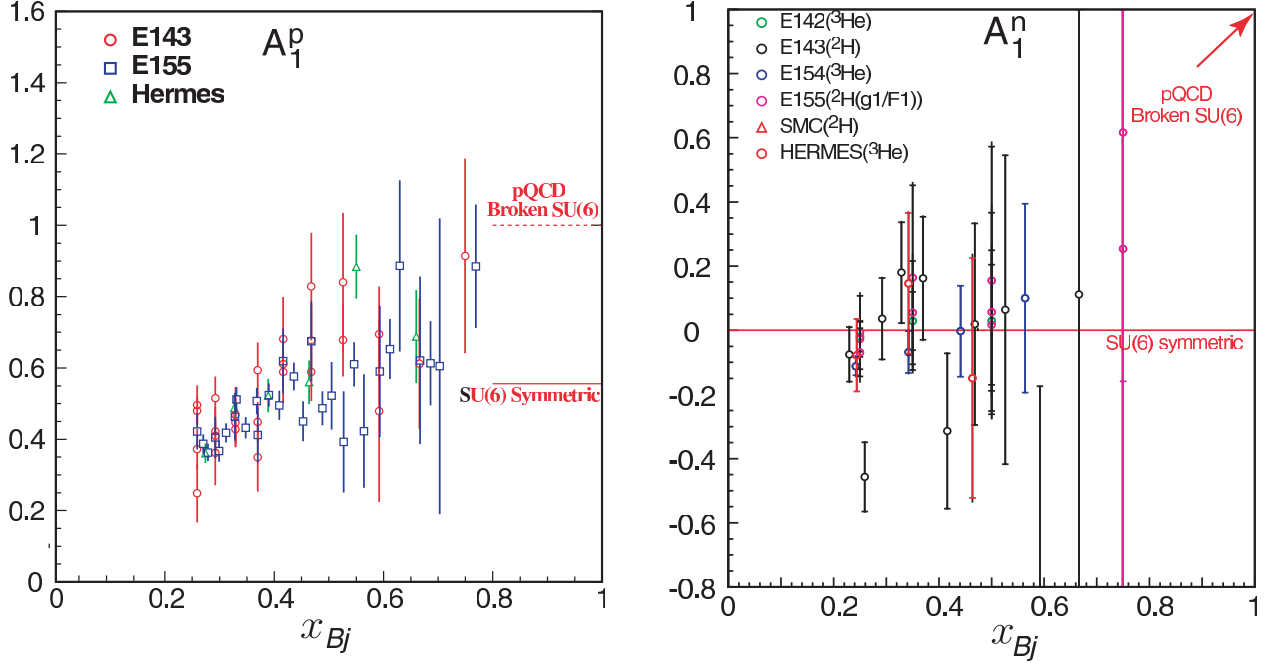 1.6
1.4
1.2
1
0.8
0.6
0.4
0.2
0
E143
E155
Hermes
A₁ᵖ
pQCD
Broken SU(6)
SU(6) Symmetric
0 0.2 0.4 0.6 0.8 1
x Bj
1
0.8
0.6
0.4
0.2
0
-0.2
-0.4
-0.6
-0.8
E142(³He)
E143(²H)
E154(³He)
E155(²H(g1/F1))
SMC(²H)
HERMES(³He)
A₁ⁿ
pQCD
Broken SU(6)
SU(6) symmetric
0 0.2 0.4 0.6 0.8 1
x Bj